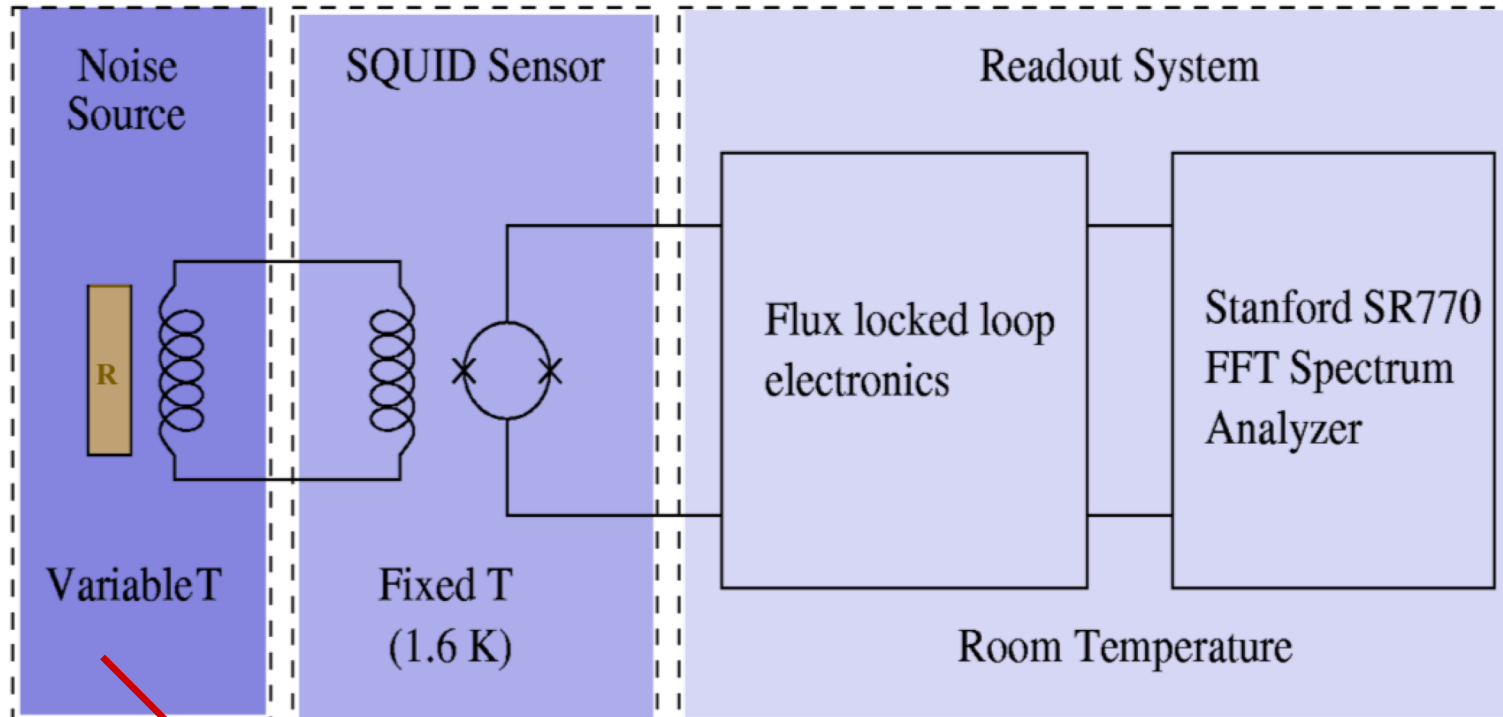 Noise
Source
SQUID Sensor
Readout System
R
Flux locked loop
electronics
Stanford SR770
FFT Spectrum
Analyzer
Variable T
Fixed T
(1.6 K)
Room Temperature